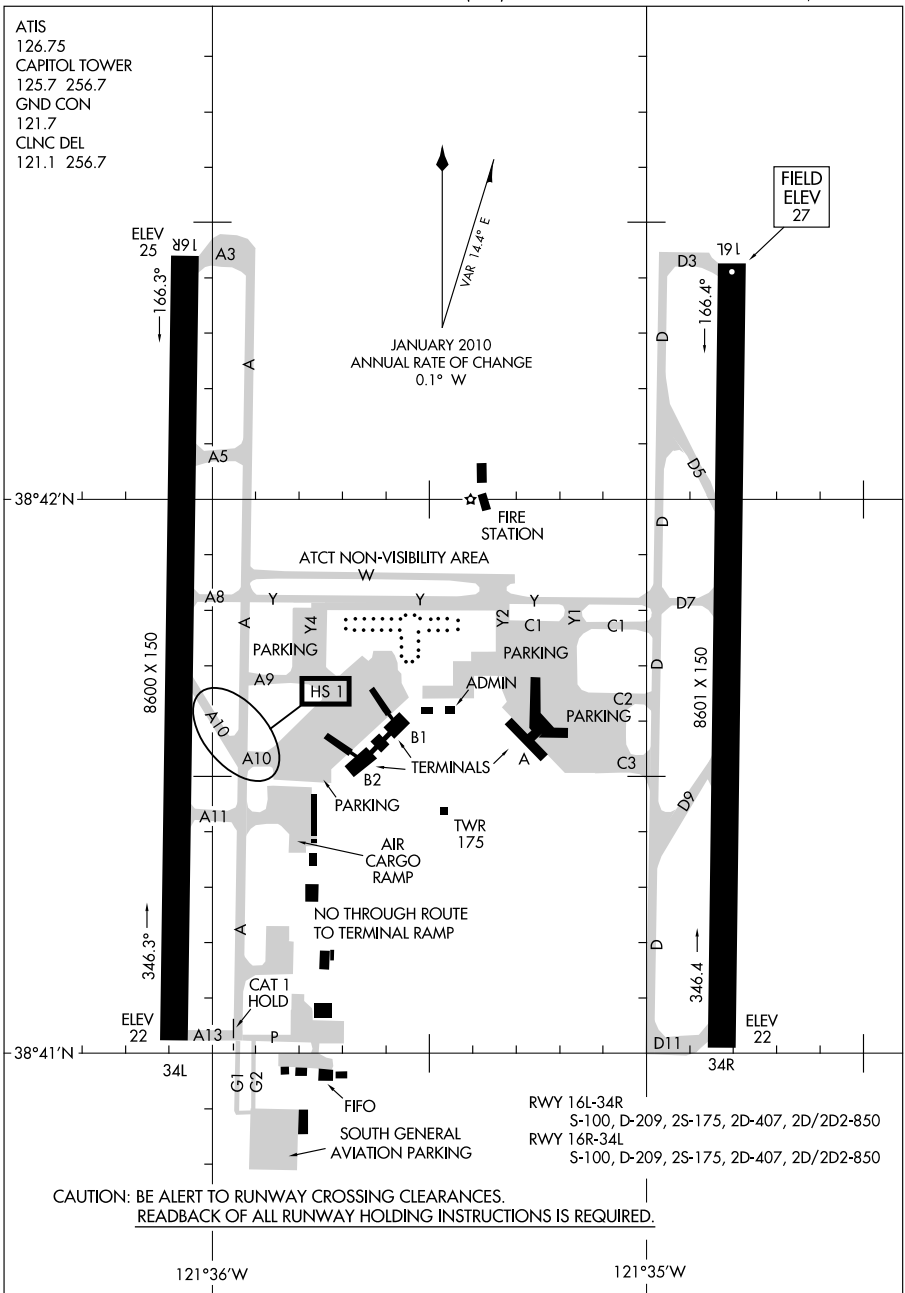 ATIS
126.75
CAPITOL TOWER
125.7 256.7
GND CON
121.7
CLNC DEL
121.1 256.7
FIELD
ELEV
27
VAR 14.4° E
JANUARY 2010
ANNUAL RATE OF CHANGE
0.1° W
ELEV
25
16R
A3
166.3°
A
D3
16L
166.4°
D
A5
D5
38°42'N
FIRE
STATION
D
ATCT NON-VISIBILITY AREA
W
A8
Y
Y
Y
D7
A
Y4
Y2
C1
Y1
C1
PARKING
PARKING
D
8600 X 150
A9
HS 1
ADMIN
C2
PARKING
8601 X 150
A10
A10
B1
TERMINALS
A
C3
B2
PARKING
D9
A11
TWR
175
AIR
CARGO
RAMP
NO THROUGH ROUTE
TO TERMINAL RAMP
A
D
346.3°
346.4
CAT 1
HOLD
ELEV
22
A13
P
ELEV
22
38°41'N
D11
34L
34R
G1
G2
FIFO
SOUTH GENERAL
AVIATION PARKING
RWY 16L-34R
S-100, D-209, 2S-175, 2D-407, 2D/2D2-850
RWY 16R-34L
S-100, D-209, 2S-175, 2D-407, 2D/2D2-850
CAUTION: BE ALERT TO RUNWAY CROSSING CLEARANCES.
READBACK OF ALL RUNWAY HOLDING INSTRUCTIONS IS REQUIRED.
121°36'W
121°35'W